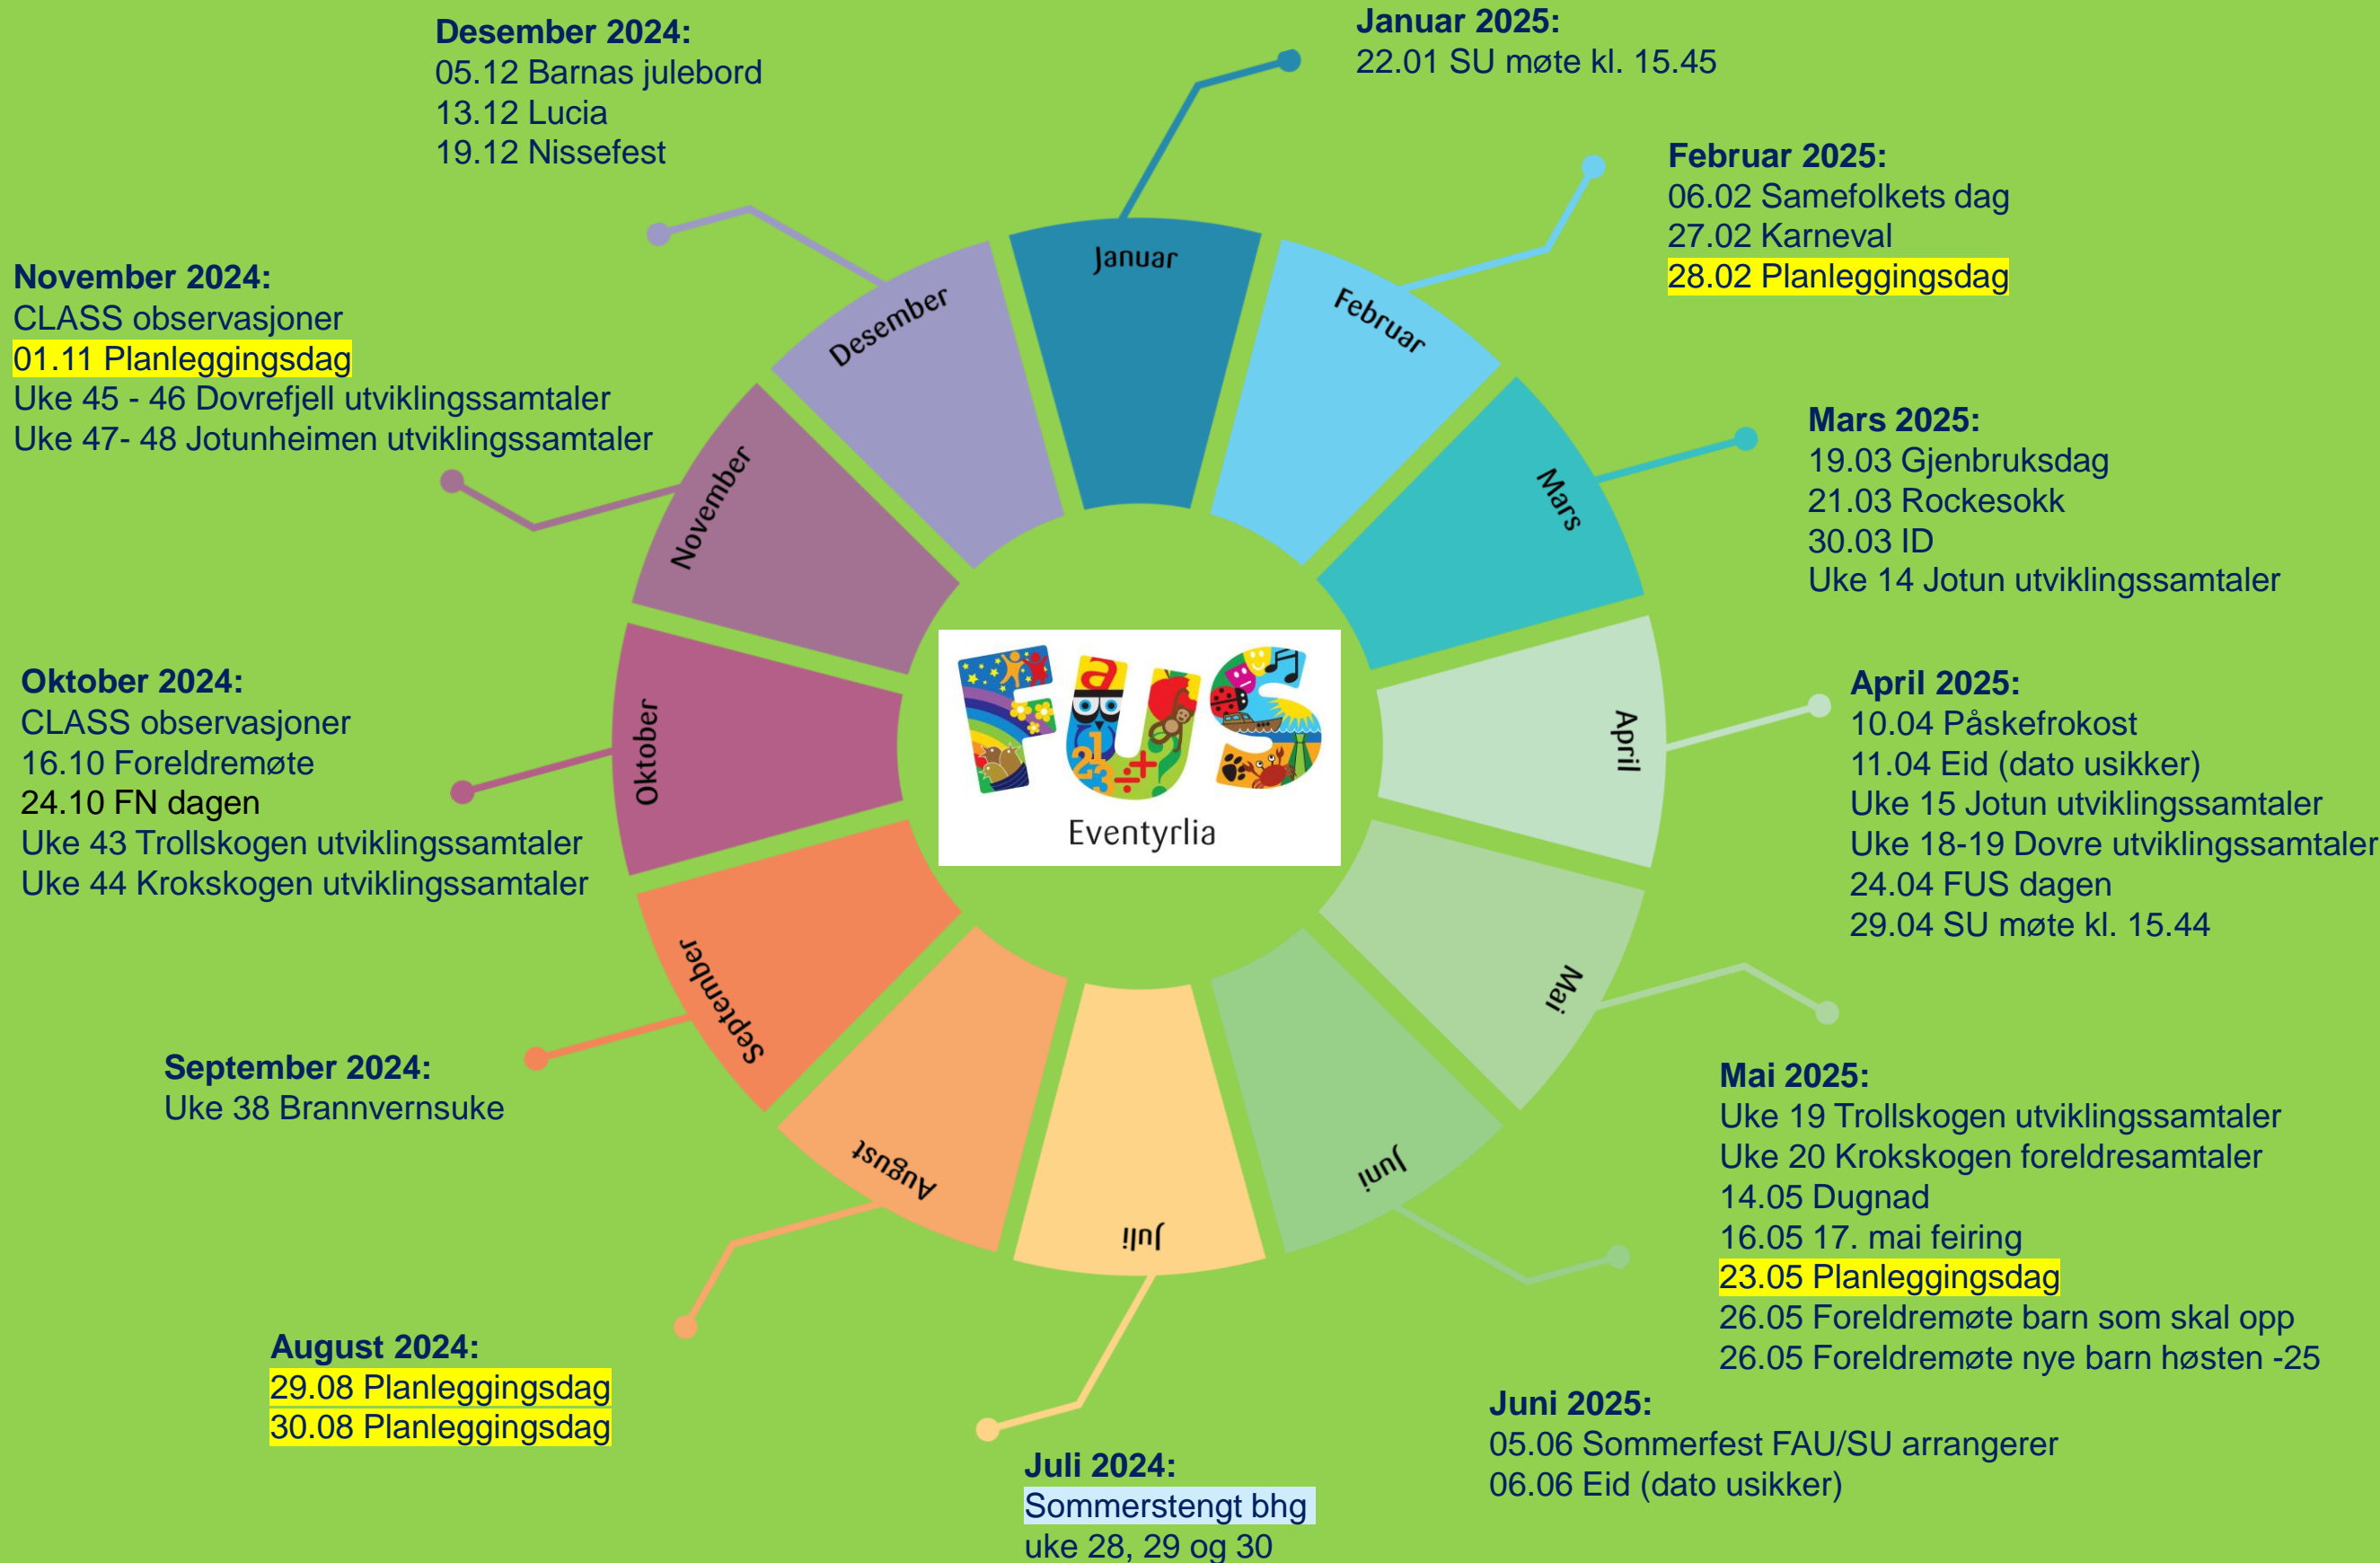 Desember 2024:
05.12 Barnas julebord
13.12 Lucia
19.12 Nissefest
Januar 2025:
22.01 SU møte kl. 15.45
Februar 2025:
06.02 Samefolkets dag
27.02 Karneval
28.02 Planleggingsdag
November 2024:
CLASS observasjoner
01.11 Planleggingsdag
Uke 45 - 46 Dovrefjell utviklingssamtaler
Uke 47- 48 Jotunheimen utviklingssamtaler
Mars 2025:
19.03 Gjenbruksdag
21.03 Rockesokk
30.03 ID
Uke 14 Jotun utviklingssamtaler
Oktober 2024:
CLASS observasjoner
16.10 Foreldremøte
24.10 FN dagen
Uke 43 Trollskogen utviklingssamtaler
Uke 44 Krokskogen utviklingssamtaler
April 2025:
10.04 Påskefrokost
11.04 Eid (dato usikker)
Uke 15 Jotun utviklingssamtaler
Uke 18-19 Dovre utviklingssamtaler
24.04 FUS dagen
29.04 SU møte kl. 15.44
September 2024:
Uke 38 Brannvernsuke
Mai 2025:
Uke 19 Trollskogen utviklingssamtaler
Uke 20 Krokskogen foreldresamtaler
14.05 Dugnad
16.05 17. mai feiring
23.05 Planleggingsdag
26.05 Foreldremøte barn som skal opp
26.05 Foreldremøte nye barn høsten -25
August 2024:
29.08 Planleggingsdag
30.08 Planleggingsdag
Juli 2024:
Sommerstengt bhg
uke 28, 29 og 30
Juni 2025:
05.06 Sommerfest FAU/SU arrangerer
06.06 Eid (dato usikker)
Januar
Februar
Mars
April
Mai
Juni
Juli
August
September
Oktober
November
Desember
FUS
Eventyrlia